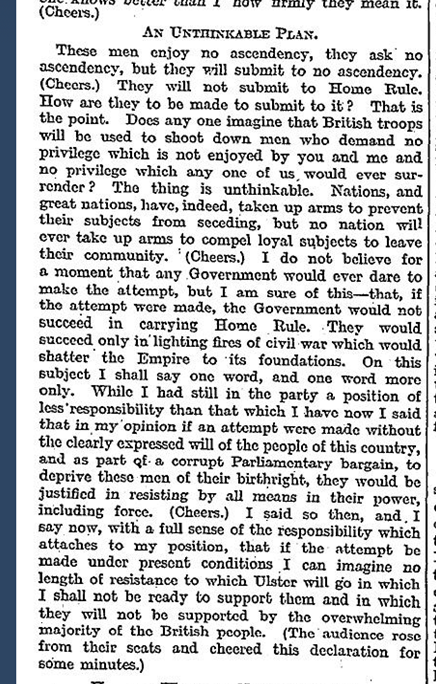 better than I now firmly they mean it.
(Cheers.)
AN UNTHINKABLE PLAN.
These men enjoy no ascendency, they ask no
ascendency, but they will submit to no ascendency.
(Cheers.) They will not submit to Home Rule.
How are they to be made to submit to it? That is
the point. Does any one imagine that British troops
will be used to shoot down men who demand no
privilege which is not enjoyed by you and me and
no privilege which any one of us would ever sur-
render? The thing is unthinkable. Nations, and
great nations, have, indeed, taken up arms to prevent
their subjects from seceding, but no nation will
ever take up arms to compel loyal subjects to leave
their community. (Cheers.) I do not believe for
a moment that any Government would ever dare to
make the attempt, but I am sure of this—that, if
the attempt were made, the Government would not
succeed in carrying Home Rule. They would
succeed only in lighting fires of civil war which would
shatter the Empire to its foundations. On this
subject I shall say one word, and one word more
only. While I had still in the party a position of
less responsibility than that which I have now I said
that in my opinion if an attempt were made without
the clearly expressed will of the people of this country,
and as part of a corrupt Parliamentary bargain, to
deprive these men of their birthright, they would be
justified in resisting by all means in their power,
including force. (Cheers.) I said so then, and I
say now, with a full sense of the responsibility which
attaches to my position, that if the attempt be
made under present conditions I can imagine no
length of resistance to which Ulster will go in which
I shall not be ready to support them and in which
they will not be supported by the overwhelming
majority of the British people. (The audience rose
from their seats and cheered this declaration for
some minutes.)